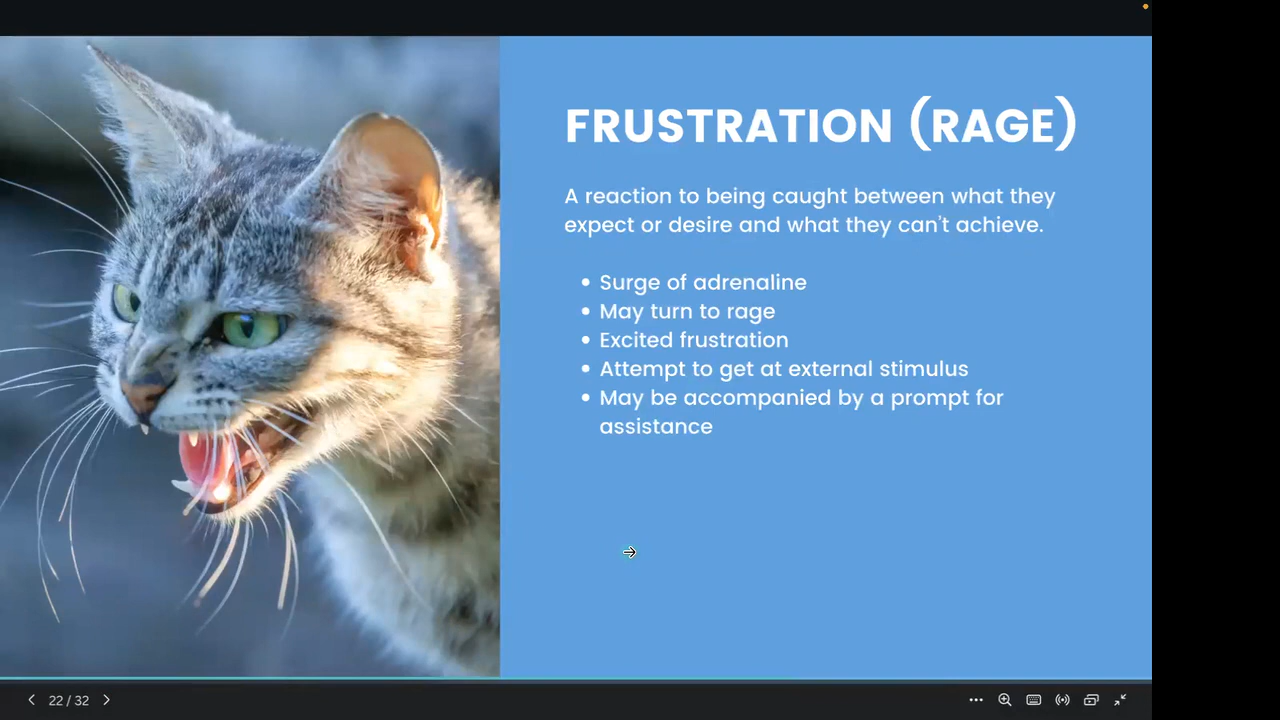 FRUSTRATION (RAGE)
A reaction to being caught between what they
expect or desire and what they can't achieve.
• Surge of adrenaline
• May turn to rage
• Excited frustration
• Attempt to get at external stimulus
• May be accompanied by a prompt for
assistance
22 / 32